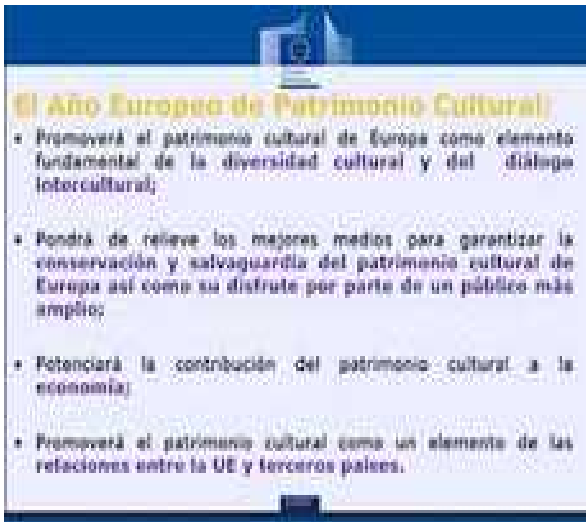 El Año Europeo de Patrimonio Cultural:
• Promoverá el patrimonio cultural de Europa como elemento
fundamental de la diversidad cultural y del diálogo
intercultural;
• Pondrá de relieve los mejores medios para garantizar la
conservación y salvaguardia del patrimonio cultural de
Europa así como su disfrute por parte de un público más
amplio;
• Potenciará la contribución del patrimonio cultural a la
economía;
• Promoverá el patrimonio cultural como un elemento de las
relaciones entre la UE y terceros países.